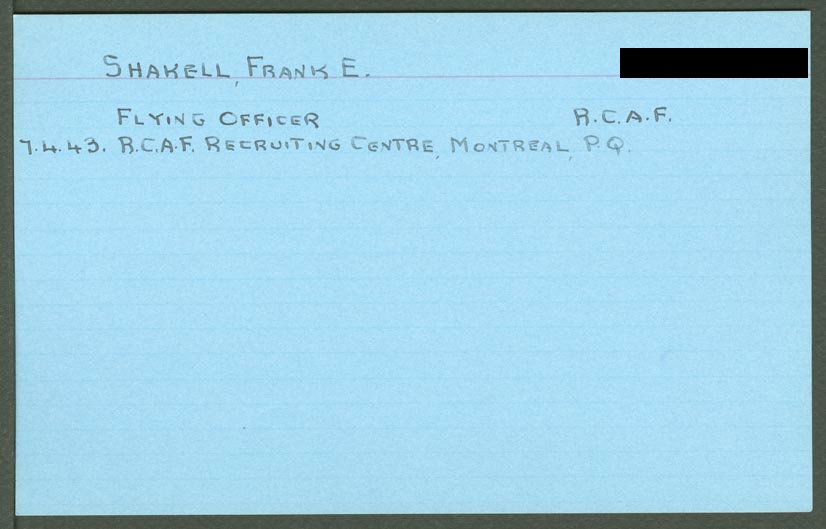 SHAKELL, FRANK E.
FLYING OFFICER R.C.A.F.
7.4.43. R.C.A.F. RECRUITING CENTRE, MONTREAL, P.Q.